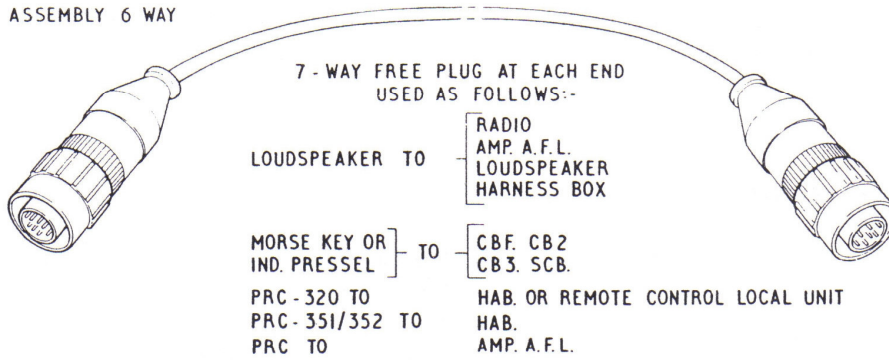 ASSEMBLY 6 WAY
7-WAY FREE PLUG AT EACH END
USED AS FOLLOWS:-
LOUDSPEAKER TO
RADIO
AMP. A.F.L.
LOUDSPEAKER
HARNESS BOX
MORSE KEY OR
IND. PRESSEL
TO
CBF. CB2
CB3. SCB.
PRC-320 TO HAB. OR REMOTE CONTROL LOCAL UNIT
PRC-351/352 TO HAB.
PRC TO AMP. A.F.L.